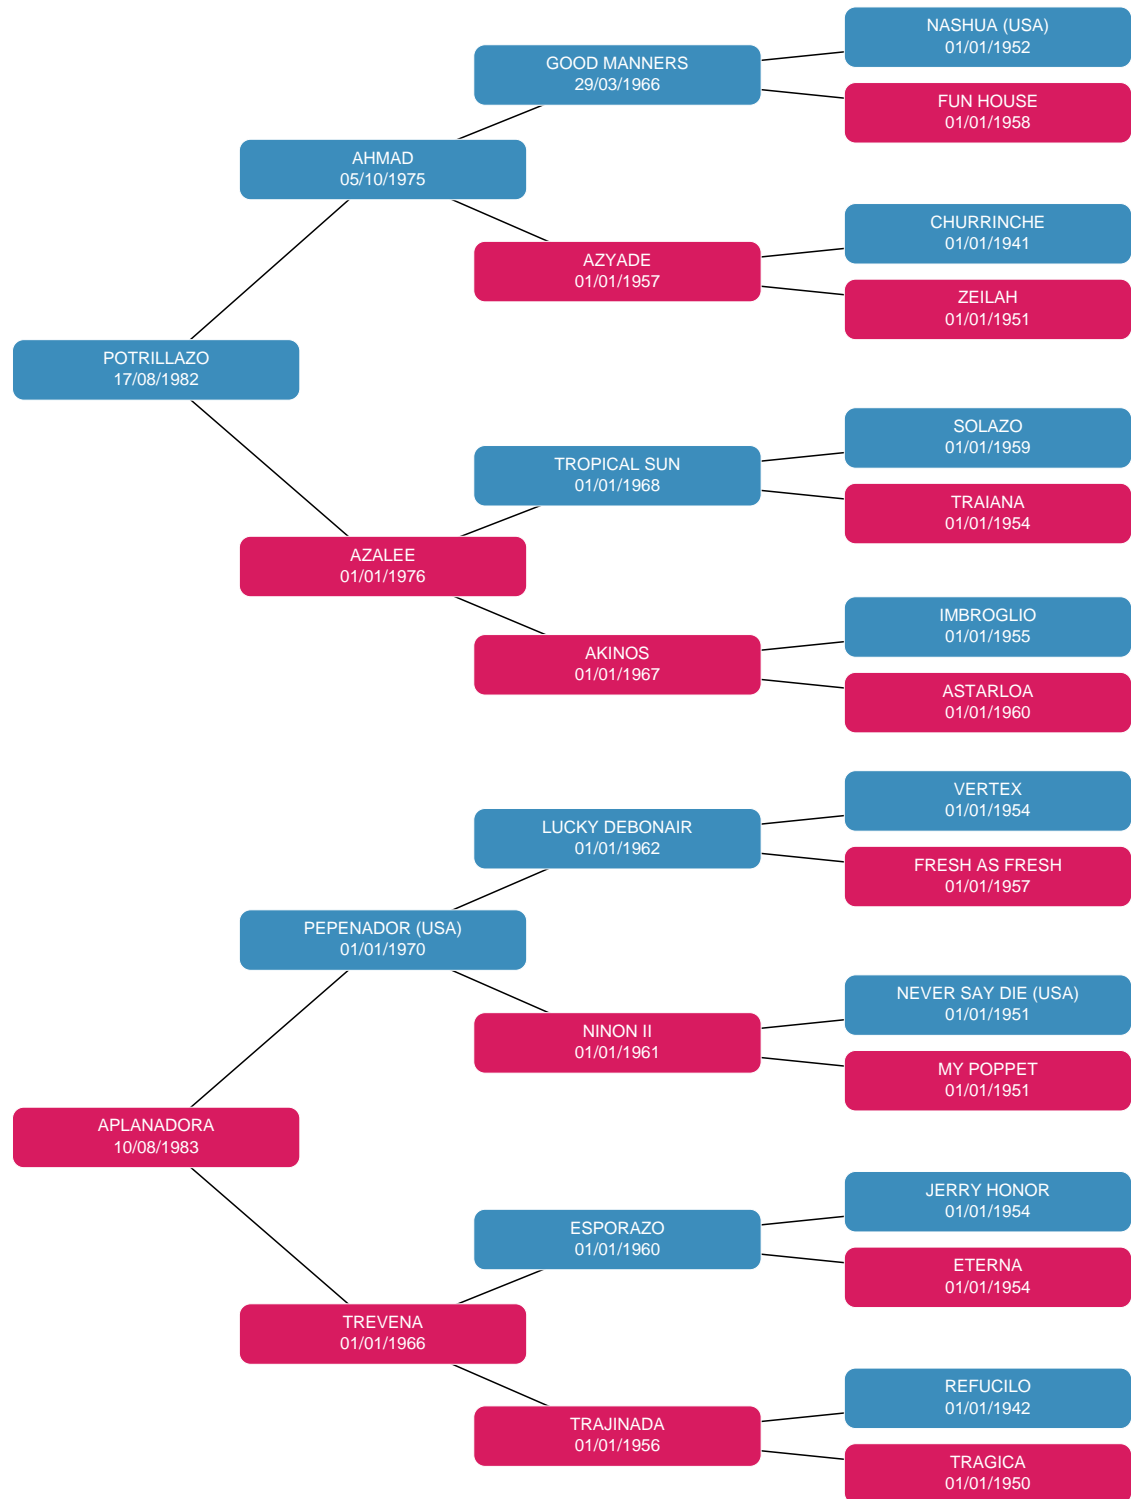 NASHUA (USA)
01/01/1952
GOOD MANNERS
29/03/1966
FUN HOUSE
01/01/1958
AHMAD
05/10/1975
CHURRINCHE
01/01/1941
AZYADE
01/01/1957
ZEILAH
01/01/1951
POTRILLAZO
17/08/1982
SOLAZO
01/01/1959
TROPICAL SUN
01/01/1968
TRAIANA
01/01/1954
AZALEE
01/01/1976
IMBROGLIO
01/01/1955
AKINOS
01/01/1967
ASTARLOA
01/01/1960
VERTEX
01/01/1954
LUCKY DEBONAIR
01/01/1962
FRESH AS FRESH
01/01/1957
PEPENADOR (USA)
01/01/1970
NEVER SAY DIE (USA)
01/01/1951
NINON II
01/01/1961
MY POPPET
01/01/1951
APLANADORA
10/08/1983
JERRY HONOR
01/01/1954
ESPORAZO
01/01/1960
ETERNA
01/01/1954
TREVENA
01/01/1966
REFUCILO
01/01/1942
TRAJINADA
01/01/1956
TRAGICA
01/01/1950